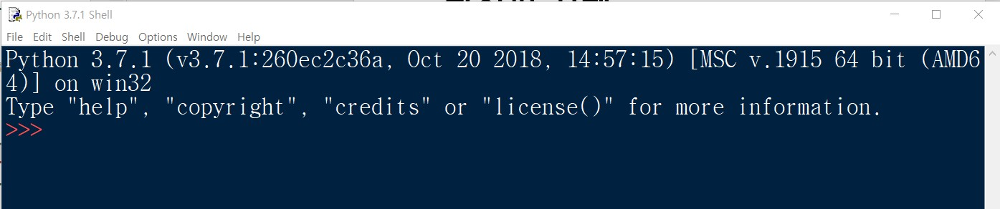 Python 3.7.1 Shell
File Edit Shell Debug Options Window Help
Python 3.7.1 (v3.7.1:260ec2c36a, Oct 20 2018, 14:57:15) [MSC v.1915 64 bit (AMD6
4)] on win32
Type "help", "copyright", "credits" or "license()" for more information.
>>>